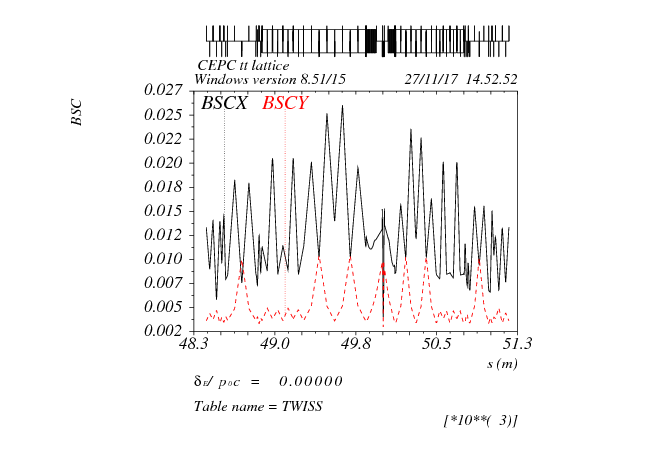 CEPC tt lattice
Windows version 8.51/15 27/11/17 14.52.52
BSC
BSCX BSCY
0.027
0.025
0.022
0.020
0.018
0.015
0.012
0.010
0.007
0.005
0.002
48.3 49.0 49.8 50.5 51.3
s (m)
δE/ p0c = 0.00000
Table name = TWISS
[*10**( 3)]